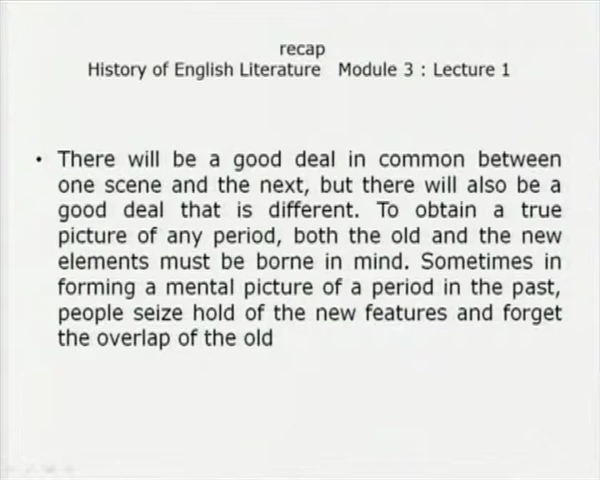 recap
History of English Literature Module 3 : Lecture 1
• There will be a good deal in common between
one scene and the next, but there will also be a
good deal that is different. To obtain a true
picture of any period, both the old and the new
elements must be borne in mind. Sometimes in
forming a mental picture of a period in the past,
people seize hold of the new features and forget
the overlap of the old